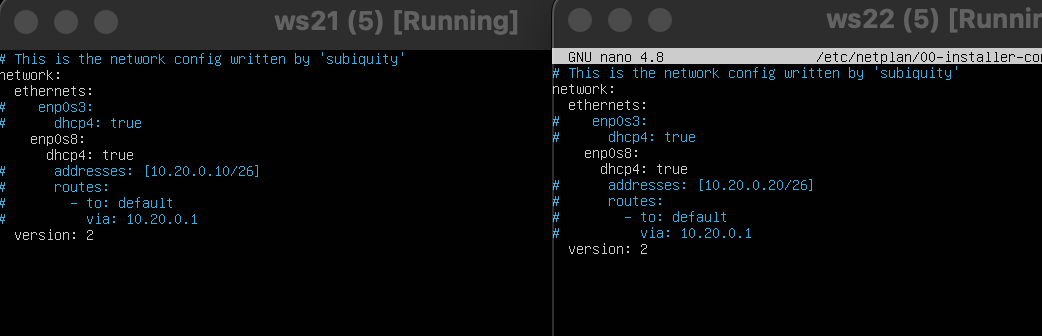 ws21 (5) [Running]
# This is the network config written by 'subiquity'
network:
  ethernets:
#    enp0s3:
#      dhcp4: true
    enp0s8:
      dhcp4: true
#      addresses: [10.20.0.10/26]
#      routes:
#        - to: default
#          via: 10.20.0.1
  version: 2
ws22 (5) [Runnin
GNU nano 4.8 /etc/netplan/00-installer-co
# This is the network config written by 'subiquity'
network:
  ethernets:
#    enp0s3:
#      dhcp4: true
    enp0s8:
      dhcp4: true
#      addresses: [10.20.0.20/26]
#      routes:
#        - to: default
#          via: 10.20.0.1
  version: 2